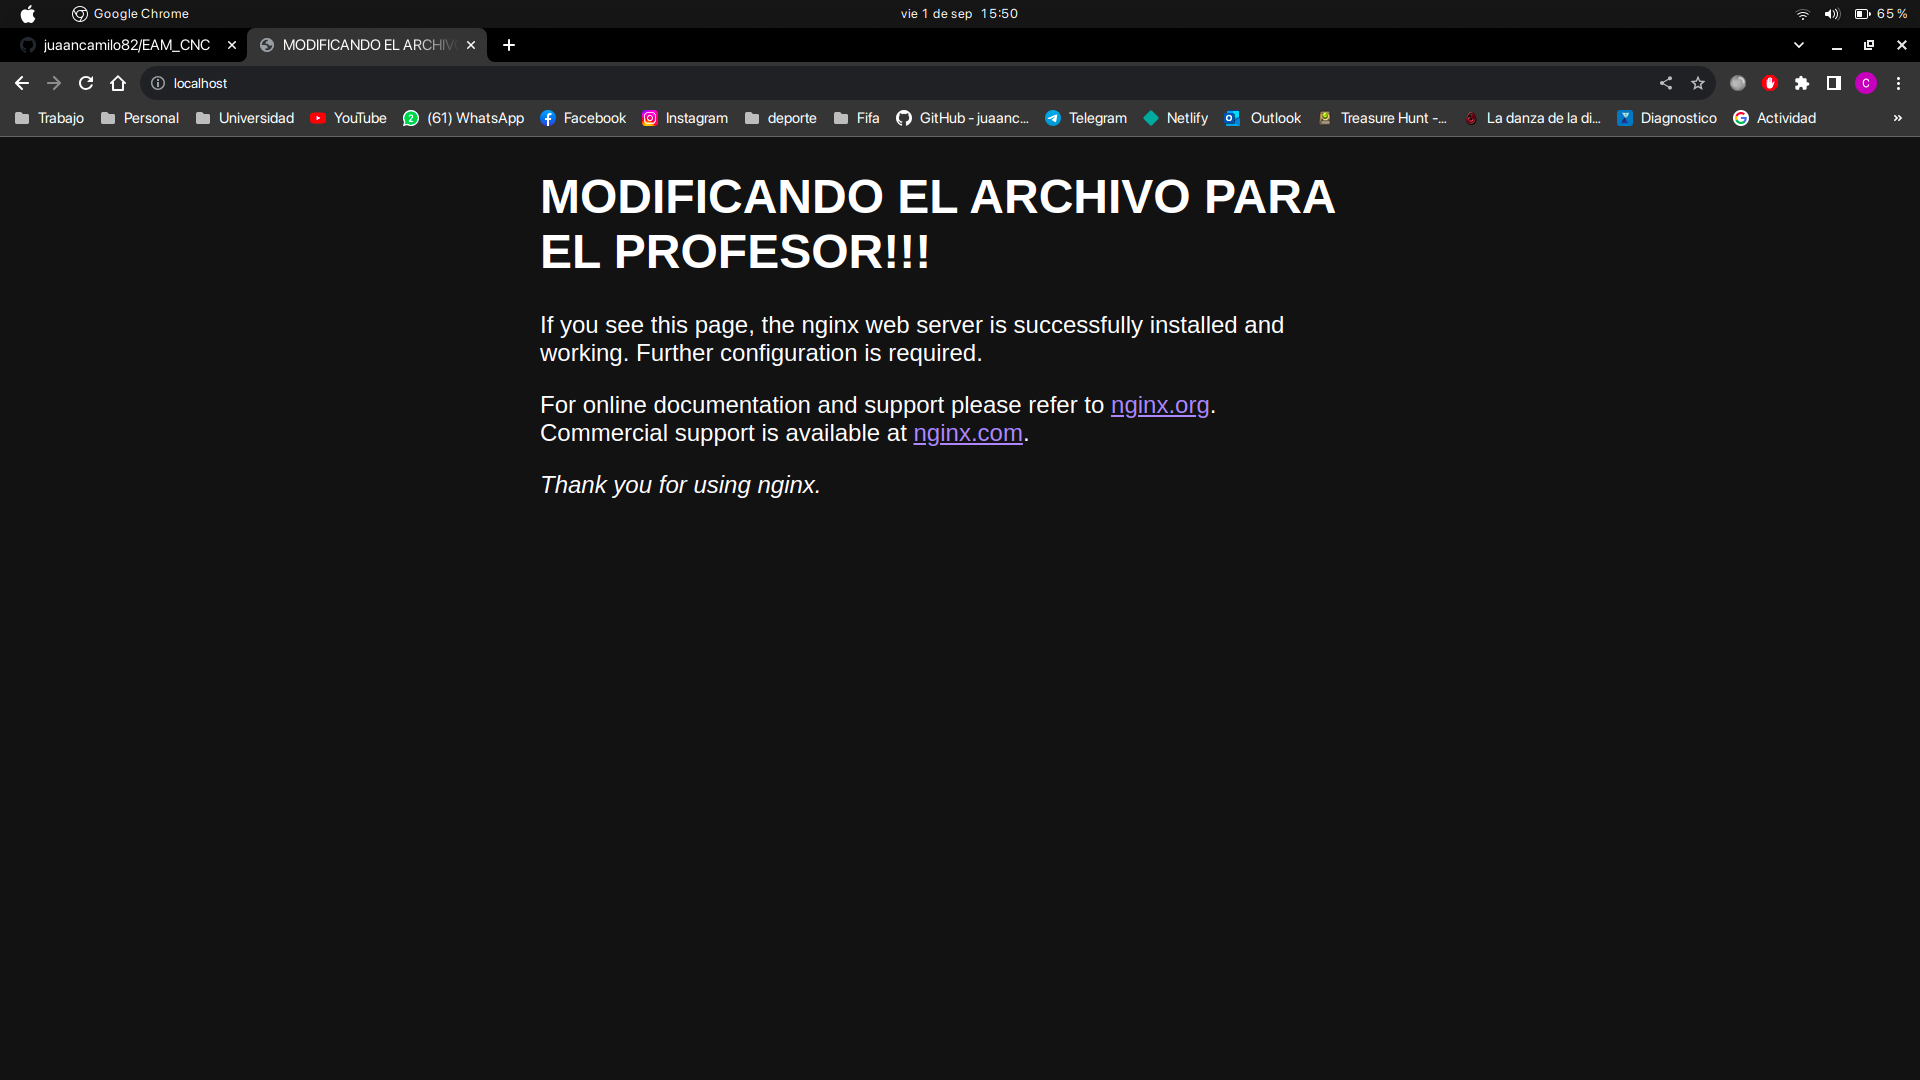 Google Chrome
vie 1 de sep 15:50
65 %
juaancamilo82/EAM_CNC
MODIFICANDO EL ARCHIV
localhost
C
Trabajo
Personal
Universidad
YouTube
(61) WhatsApp
Facebook
Instagram
deporte
Fifa
GitHub - juaanc...
Telegram
Netlify
Outlook
Treasure Hunt -...
La danza de la di...
Diagnostico
Actividad
»
MODIFICANDO EL ARCHIVO PARA
EL PROFESOR!!!
If you see this page, the nginx web server is successfully installed and
working. Further configuration is required.
For online documentation and support please refer to nginx.org.
Commercial support is available at nginx.com.
Thank you for using nginx.